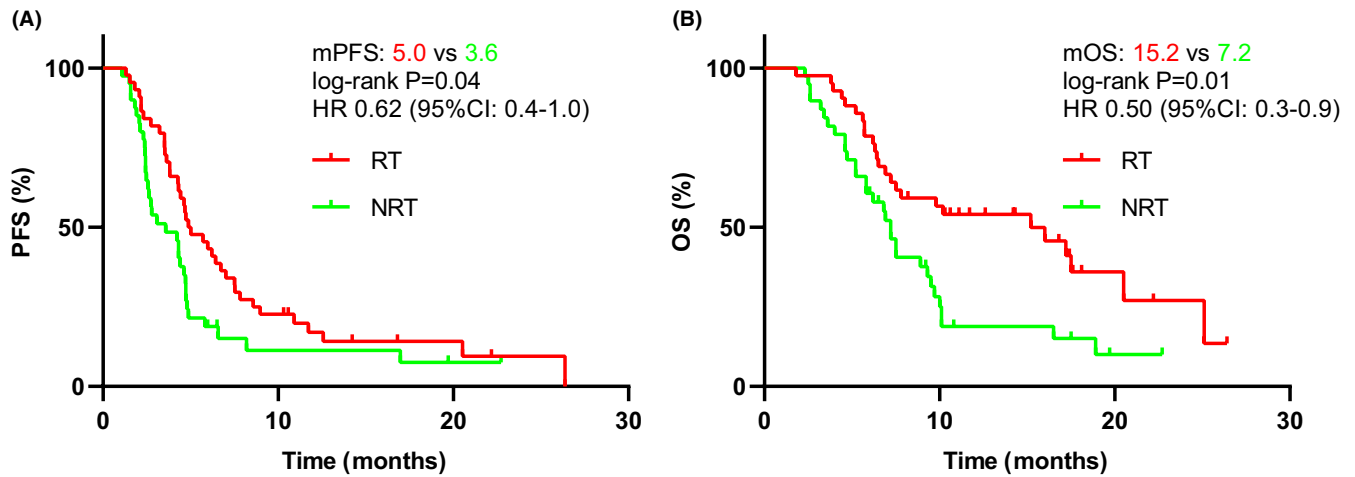 (A)
mPFS: 5.0 vs 3.6
log-rank P=0.04
HR 0.62 (95%CI: 0.4-1.0)
RT
NRT
PFS (%)
100
50
0
0 10 20 30
Time (months)
(B)
mOS: 15.2 vs 7.2
log-rank P=0.01
HR 0.50 (95%CI: 0.3-0.9)
RT
NRT
OS (%)
100
50
0
0 10 20 30
Time (months)